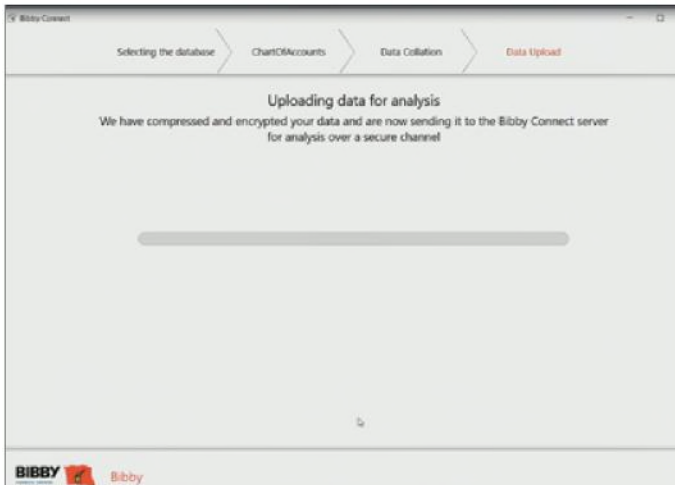 Bibby Connect
Selecting the database
ChartOfAccounts
Data Collation
Data Upload
Uploading data for analysis
We have compressed and encrypted your data and are now sending it to the Bibby Connect server
for analysis over a secure channel
BIBBY
Bibby